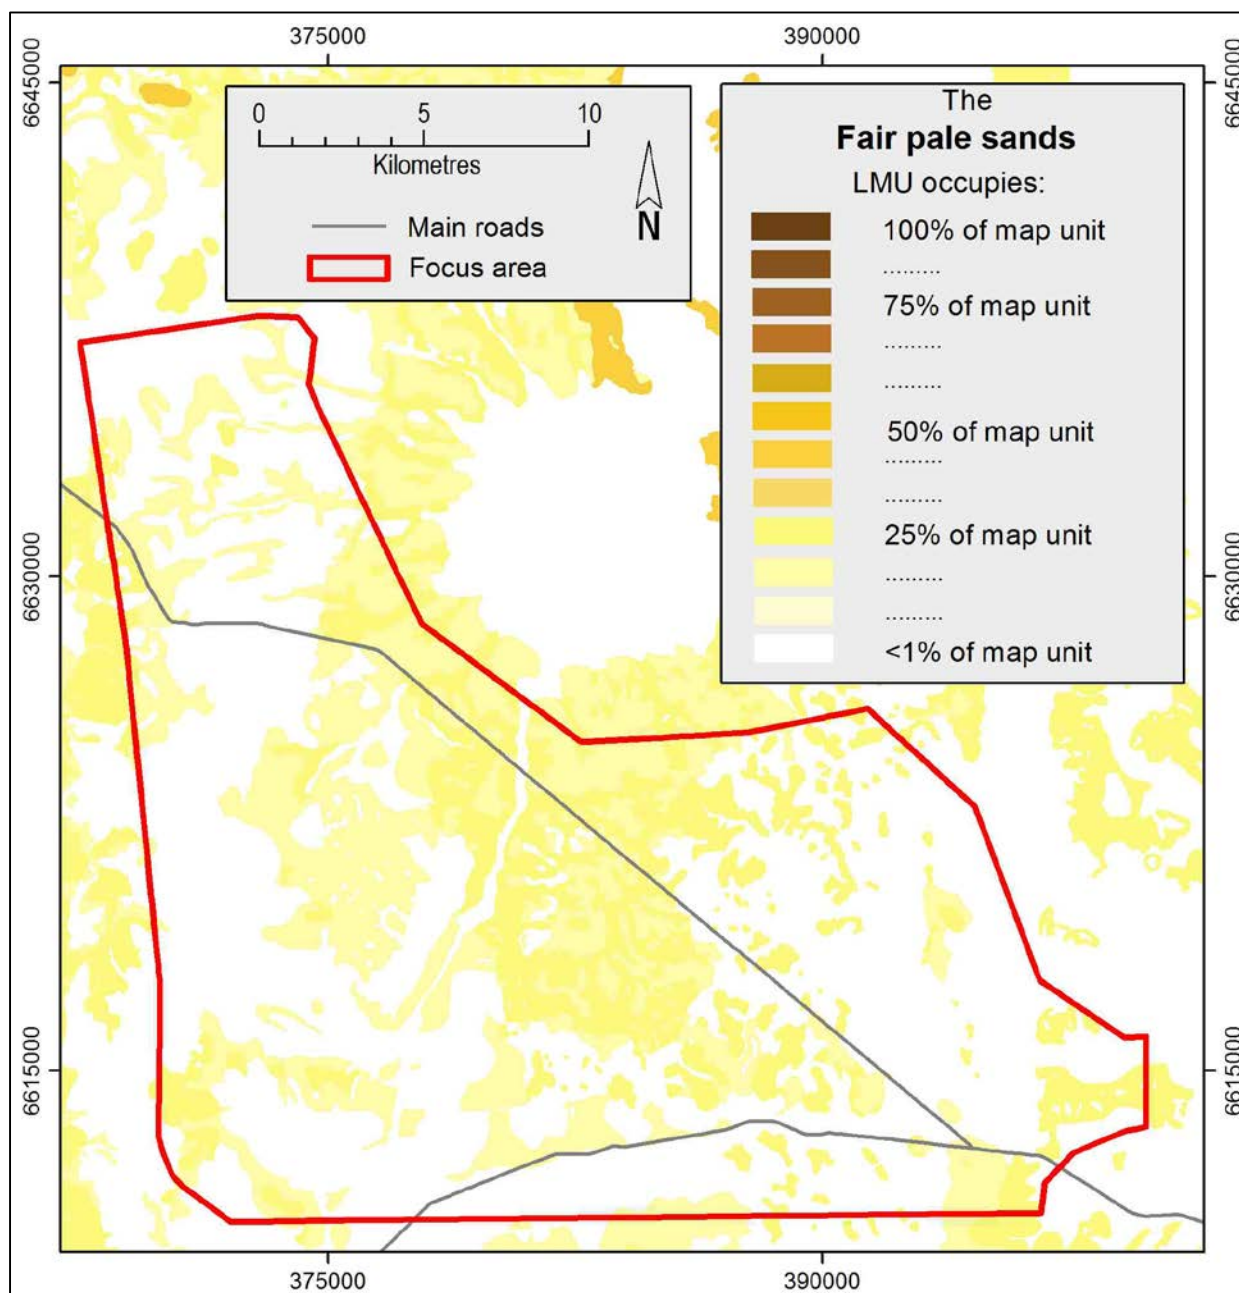 375000
390000
6645000
6645000
0
5
10
Kilometres
N
Main roads
Focus area
The
Fair pale sands
LMU occupies:
100% of map unit
.........
75% of map unit
.........
.........
50% of map unit
.........
.........
25% of map unit
.........
.........
<1% of map unit
6630000
6630000
6615000
6615000
375000
390000